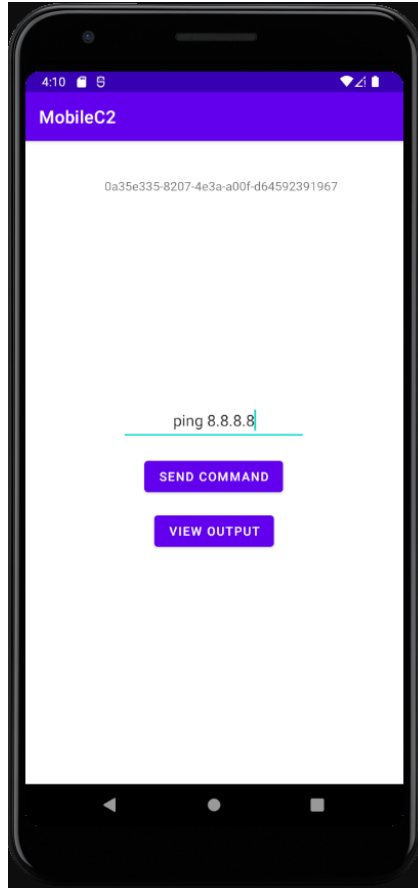 4:10
MobileC2
0a35e335-8207-4e3a-a00f-d64592391967
ping 8.8.8.8
SEND COMMAND
VIEW OUTPUT